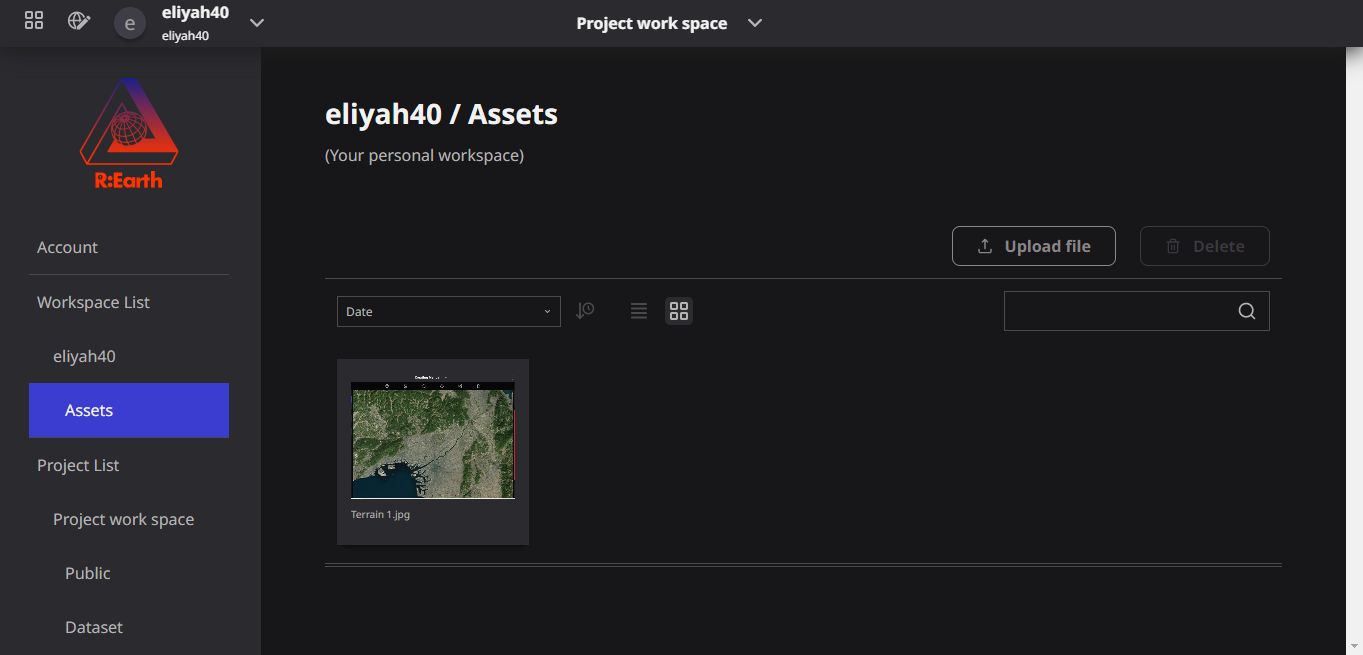 e
eliyah40
eliyah40
Project work space
R:Earth
Account
Workspace List
eliyah40
Assets
Project List
Project work space
Public
Dataset
eliyah40 / Assets
(Your personal workspace)
Upload file
Delete
Date
Terrain 1.jpg